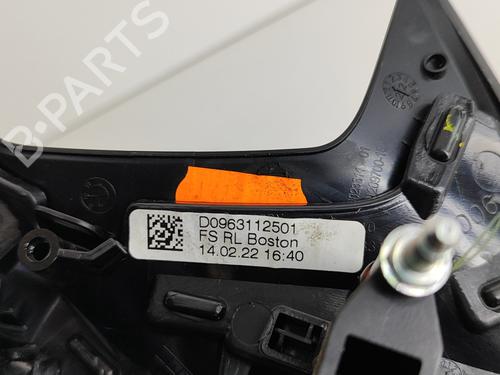 B-PARTS
D0963112501
FS RL Boston
14.02.22 16:40